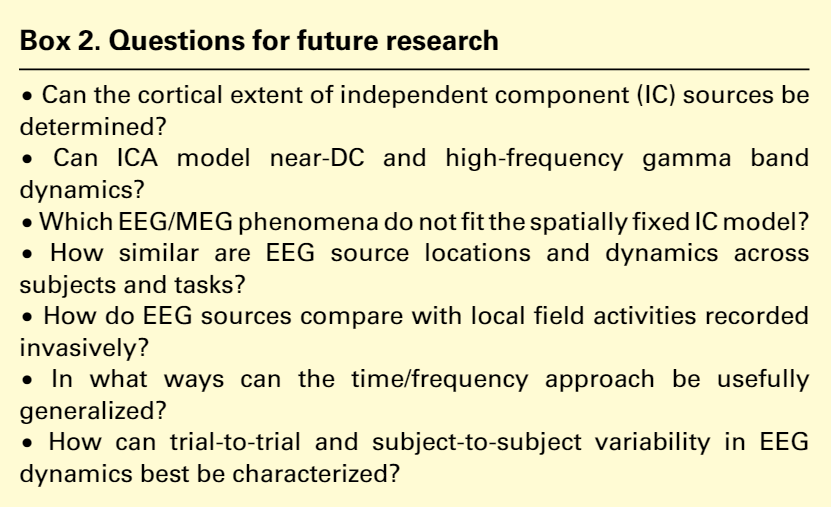 Box 2. Questions for future research
• Can the cortical extent of independent component (IC) sources be
determined?
• Can ICA model near-DC and high-frequency gamma band
dynamics?
• Which EEG/MEG phenomena do not fit the spatially fixed IC model?
• How similar are EEG source locations and dynamics across
subjects and tasks?
• How do EEG sources compare with local field activities recorded
invasively?
• In what ways can the time/frequency approach be usefully
generalized?
• How can trial-to-trial and subject-to-subject variability in EEG
dynamics best be characterized?